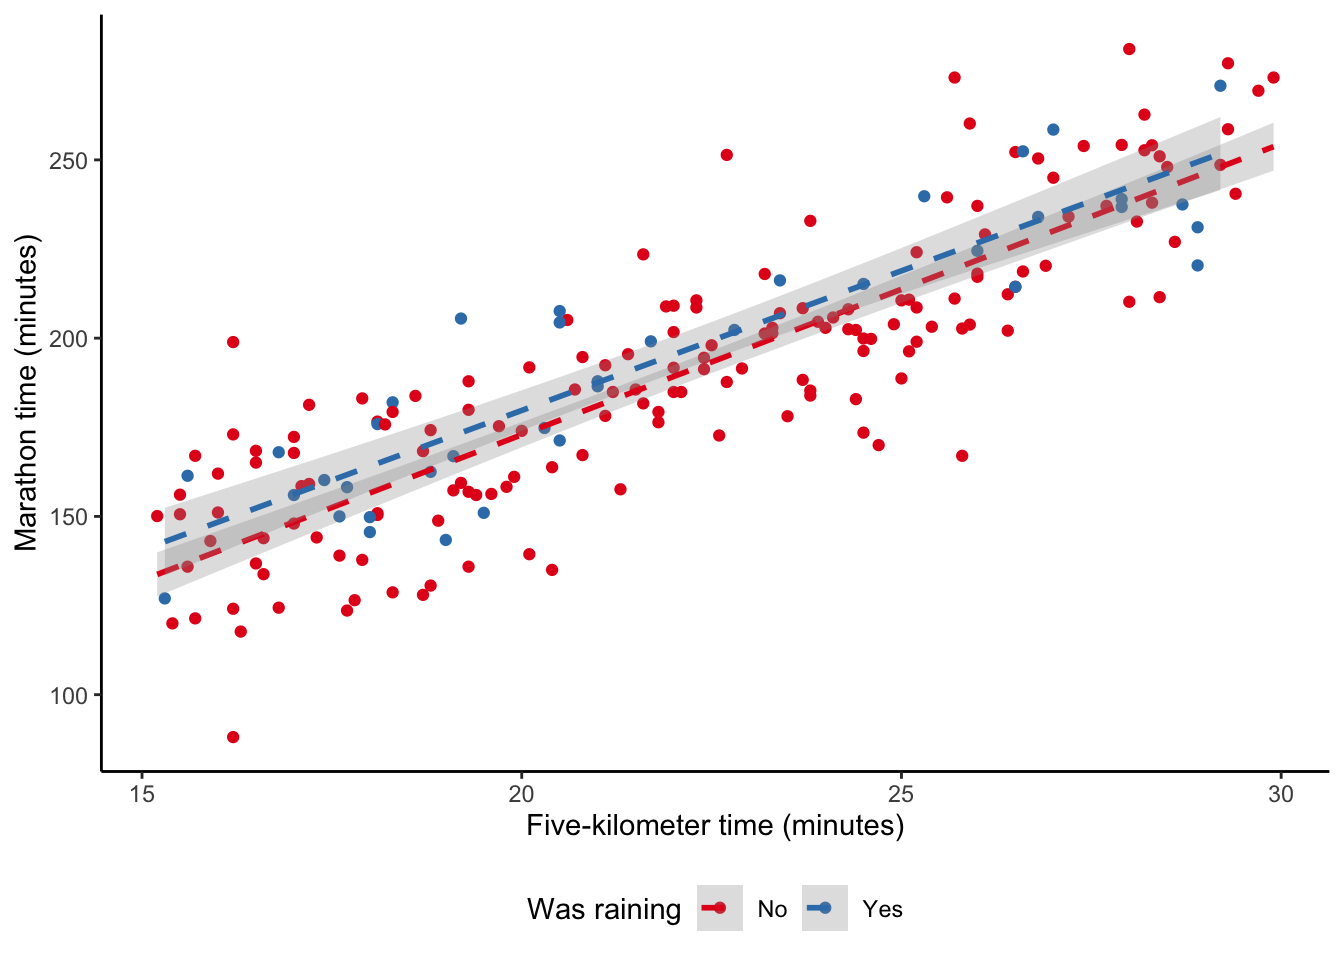 Marathon time (minutes)
250
200
150
100
15 20 25 30
Five-kilometer time (minutes)
Was raining No Yes